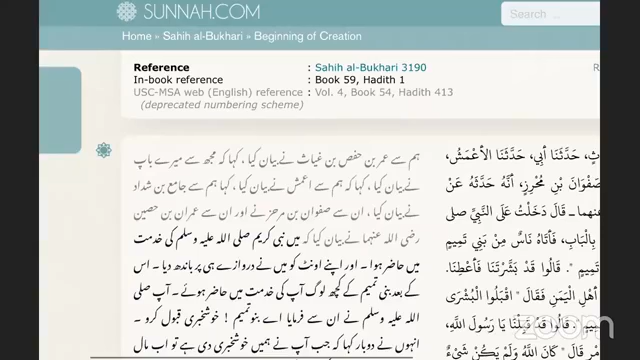 SUNNAH.COM
Search ...
Home » Sahih al-Bukhari » Beginning of Creation
Reference : Sahih al-Bukhari 3190
In-book reference : Book 59, Hadith 1
USC-MSA web (English) reference : Vol. 4, Book 54, Hadith 413
(deprecated numbering scheme)
R
ہم سے عمر بن حفص بن غیاث نے بیان کیا ، کہا کہ مجھ سے میرے باپ
نے بیان کیا ، کہا کہ ہم سے اعمش نے بیان کیا ، کہا ہم سے جامع بن شداد
نے بیان کیا ، ان سے صفوان بن محرز نے اور ان سے عمران بن حصین
رضی اللہ عنہما نے بیان کیا کہ میں نبی کریم صلی اللہ علیہ وسلم کی خدمت
میں حاضر ہوا ۔ اور اپنے اونٹ کو میں نے دروازے ہی پر باندھ دیا ۔ اس
کے بعد بنی تمیم کے کچھ لوگ آپ کی خدمت میں حاضر ہوئے ۔ آپ صلی
اللہ علیہ وسلم نے ان سے فرمایا اے بنو تمیم ! خوشخبری قبول کرو ۔
انہوں نے دوبار کہا کہ جب آپ نے ہمیں خوشخبری دی ہے تو اب مال
حَدَّثَنَا أَبِي، حَدَّثَنَا الأَعْمَشُ،
صَفْوَانَ بْنِ مُحْرِزٍ، أَنَّهُ حَدَّثَهُ عَنْ
عنهما ـ قَالَ دَخَلْتُ عَلَى النَّبِيِّ صلى
بِالْبَابِ، فَأَتَاهُ نَاسٌ مِنْ بَنِي تَمِيمٍ
تَمِيمٍ ‏"‏‏.‏ قَالُوا قَدْ بَشَّرْتَنَا فَأَعْطِنَا‏.‏
أَهْلِ الْيَمَنِ فَقَالَ ‏"‏ اقْبَلُوا الْبُشْرَى
تَمِيمٍ ‏"‏‏.‏ قَالُوا قَدْ قَبِلْنَا يَا رَسُولَ اللَّهِ،
قَالَ ‏"‏ كَانَ اللَّهُ وَلَمْ يَكُنْ شَىْءٌ
zoom